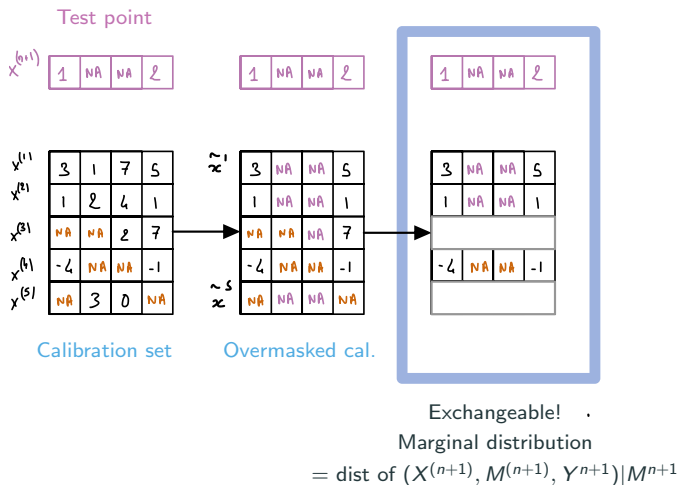 Test point
x^(n+1) 1 NA NA 2
1 NA NA 2
1 NA NA 2
x^(1) 3 1 7 5
x^(2) 1 2 4 1
x^(3) NA NA 2 7
x^(4) -4 NA NA -1
x^(5) NA 3 0 NA
x̃^1 3 NA NA 5
1 NA NA 1
NA NA NA 7
-4 NA NA -1
x̃^5 NA NA NA NA
3 NA NA 5
1 NA NA 1
-4 NA NA -1
Calibration set
Overmasked cal.
Exchangeable! .
Marginal distribution
= dist of (X^(n+1), M^(n+1), Y^n+1)|M^n+1